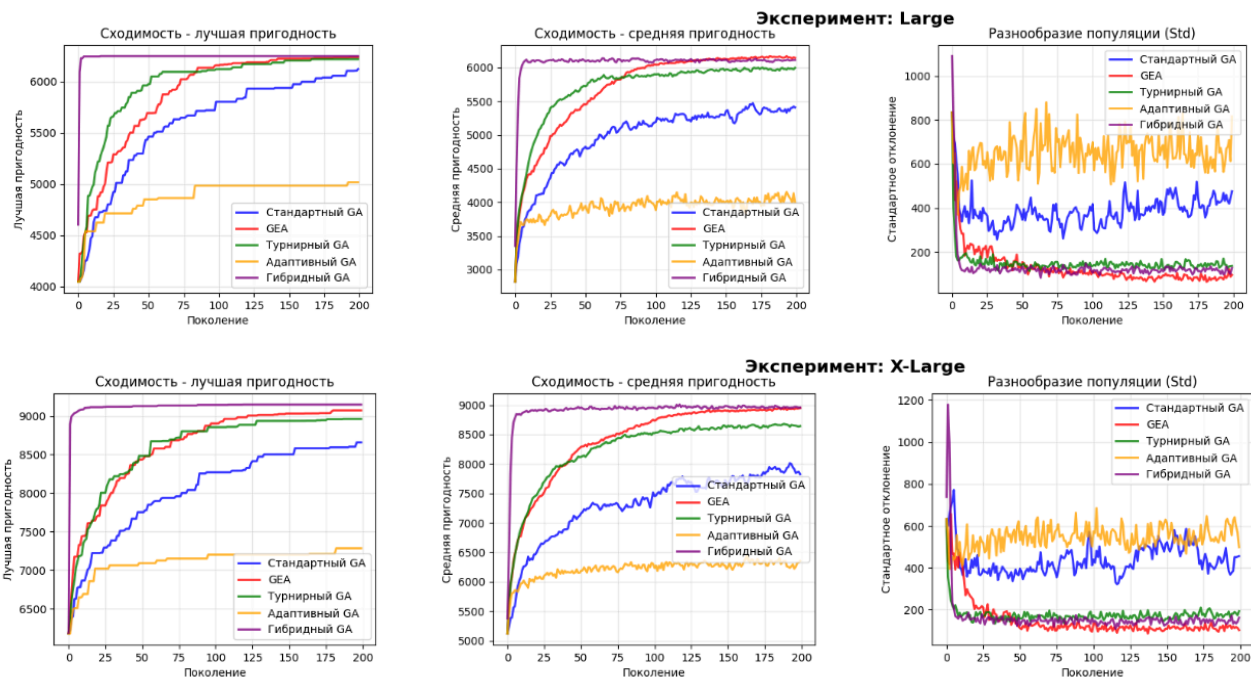 Эксперимент: Large
Сходимость - лучшая пригодность
Лучшая пригодность
6000
5500
5000
4500
4000
Стандартный GA
GEA
Турнирный GA
Адаптивный GA
Гибридный GA
0 25 50 75 100 125 150 175 200
Поколение
Сходимость - средняя пригодность
Средняя пригодность
6000
5500
5000
4500
4000
3500
3000
Стандартный GA
GEA
Турнирный GA
Адаптивный GA
Гибридный GA
0 25 50 75 100 125 150 175 200
Поколение
Разнообразие популяции (Std)
Стандартное отклонение
1000
800
600
400
200
Стандартный GA
GEA
Турнирный GA
Адаптивный GA
Гибридный GA
0 25 50 75 100 125 150 175 200
Поколение
Эксперимент: X-Large
Сходимость - лучшая пригодность
Лучшая пригодность
9000
8500
8000
7500
7000
6500
Стандартный GA
GEA
Турнирный GA
Адаптивный GA
Гибридный GA
0 25 50 75 100 125 150 175 200
Поколение
Сходимость - средняя пригодность
Средняя пригодность
9000
8500
8000
7500
7000
6500
6000
5500
5000
Стандартный GA
GEA
Турнирный GA
Адаптивный GA
Гибридный GA
0 25 50 75 100 125 150 175 200
Поколение
Разнообразие популяции (Std)
Стандартное отклонение
1200
1000
800
600
400
200
Стандартный GA
GEA
Турнирный GA
Адаптивный GA
Гибридный GA
0 25 50 75 100 125 150 175 200
Поколение